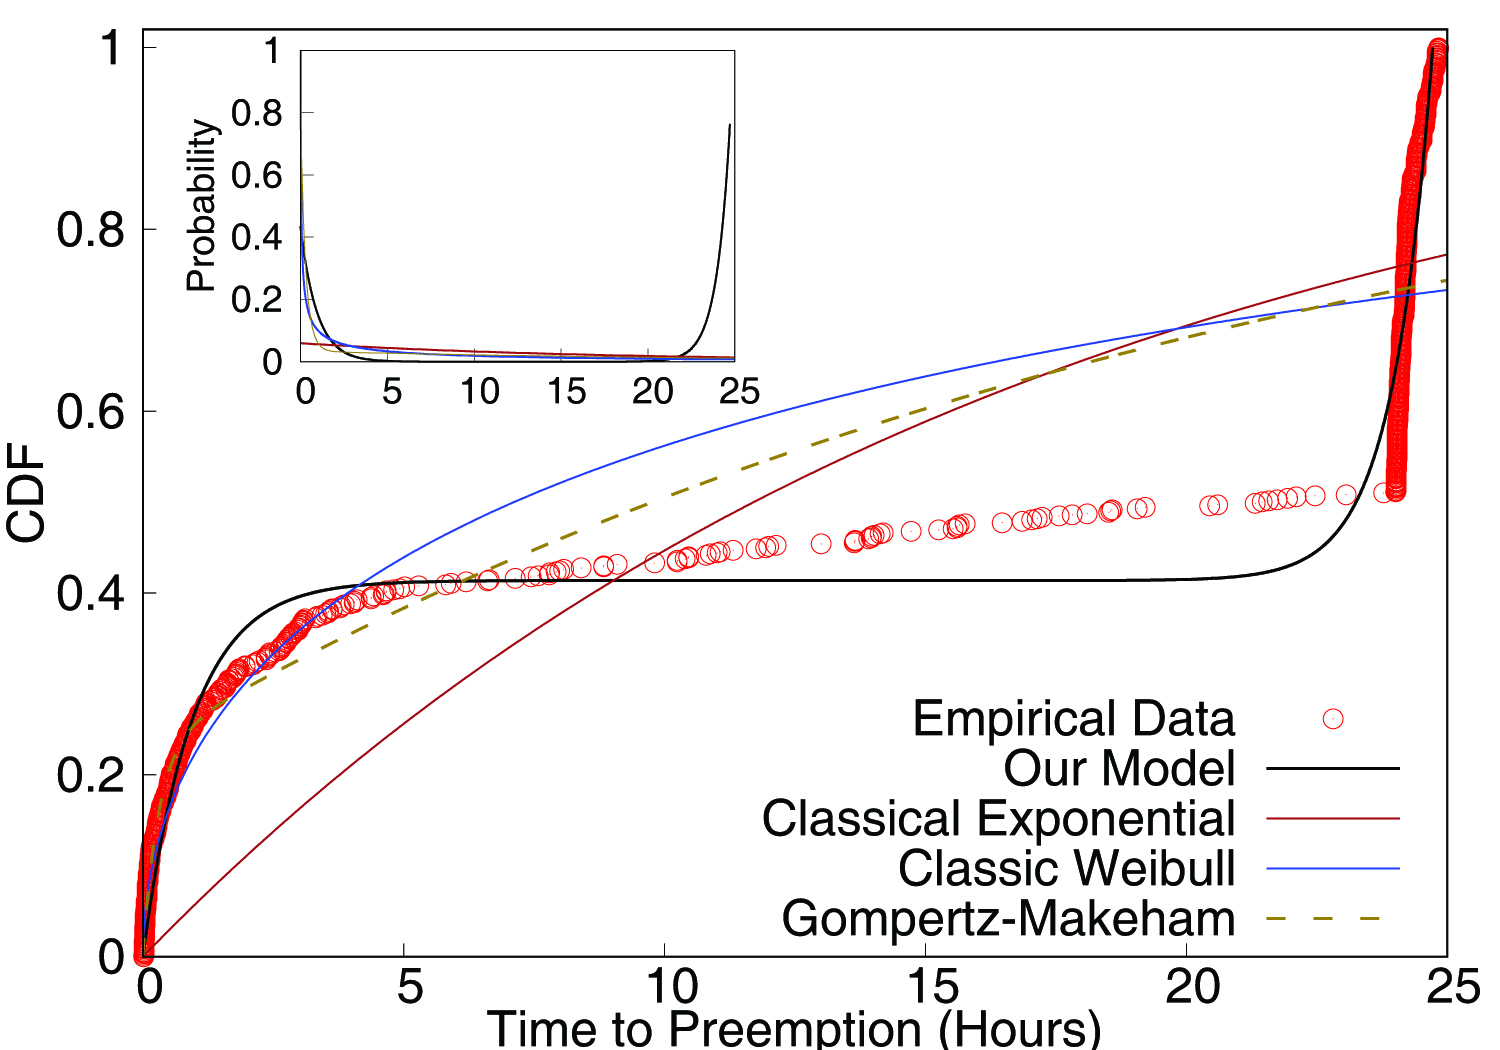 1
0.8
0.6
0.4
0.2
0
CDF
0 5 10 15 20 25
Time to Preemption (Hours)
1
0.8
0.6
0.4
0.2
0
Probability
0 5 10 15 20 25
Empirical Data
Our Model
Classical Exponential
Classic Weibull
Gompertz-Makeham